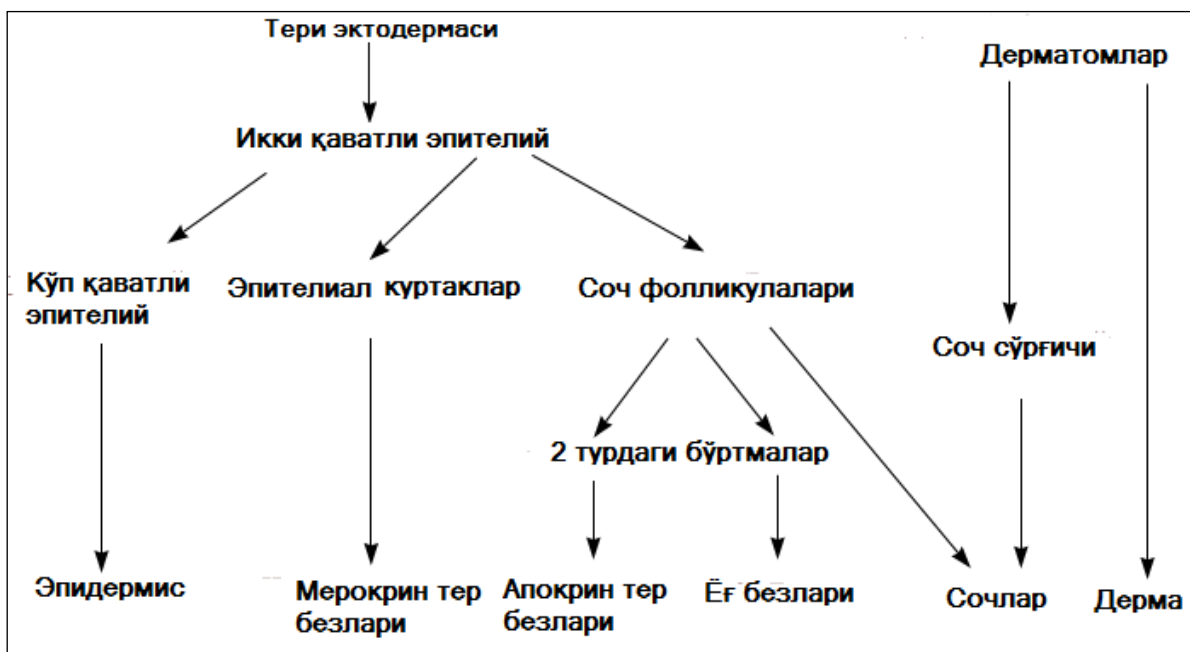 Тери эктодермаси
Дерматомлар
Икки қаватли эпителий
Кўп қаватли
эпителий
Эпителиал куртаклар
Соч фолликулалари
Соч сўрғичи
2 турдаги бўртмалар
Эпидермис
Мерокрин тер
безлари
Апокрин тер
безлари
Ёғ безлари
Сочлар
Дерма